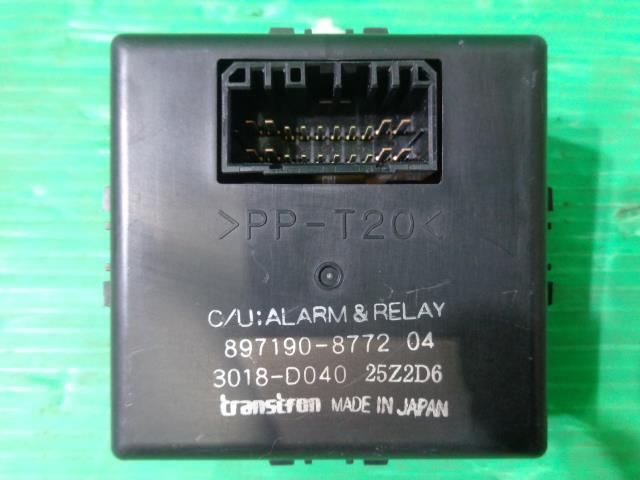 >PP-T20<
C/U:ALARM & RELAY
897190-8772 04
3018-D040 25Z2D6
transtron MADE IN JAPAN